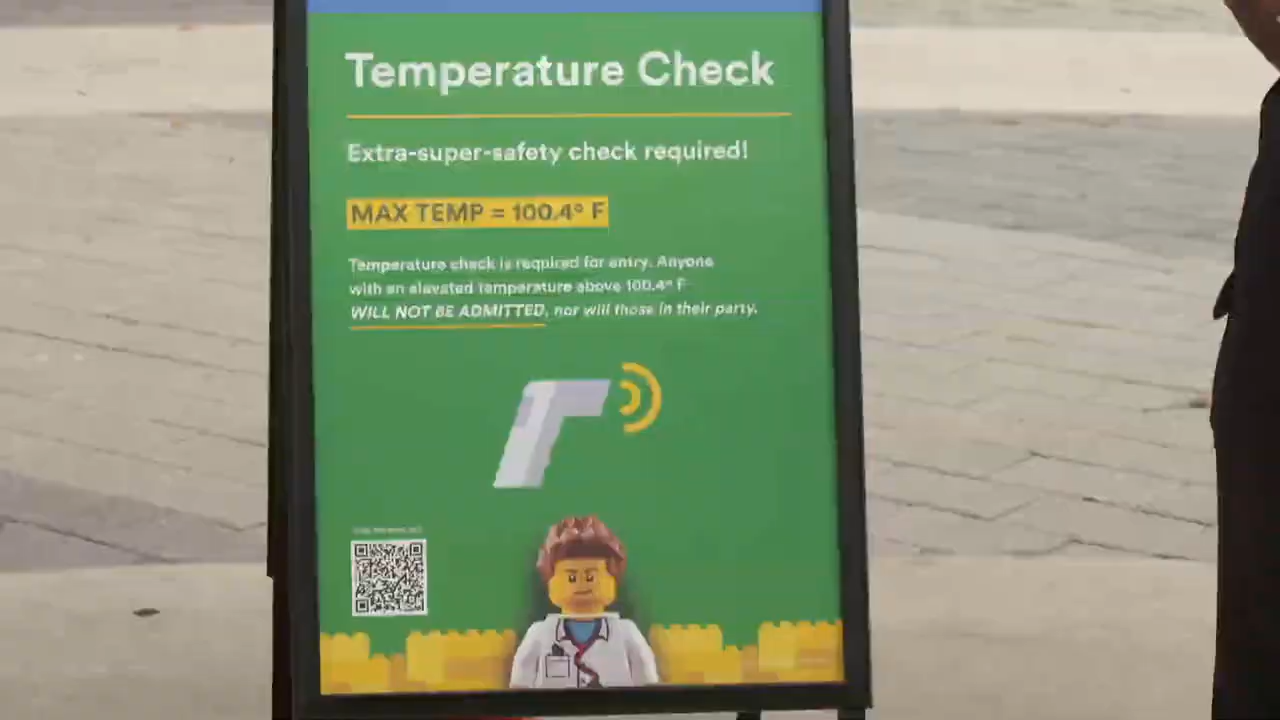 Temperature Check
Extra-super-safety check required!
MAX TEMP = 100.4° F
Temperature check is required for entry. Anyone
with an elevated temperature above 100.4° F
WILL NOT BE ADMITTED, nor will those in their party.